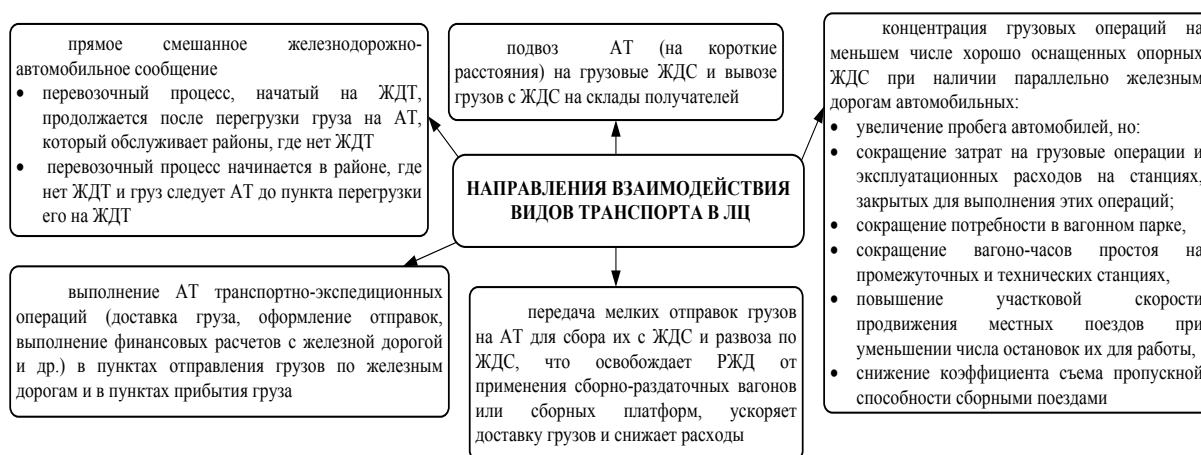 прямое смешанное железнодорожно-
автомобильное сообщение
• перевозочный процесс, начатый на ЖДТ,
продолжается после перегрузки груза на АТ,
который обслуживает районы, где нет ЖДТ
• перевозочный процесс начинается в районе, где
нет ЖДТ и груз следует АТ до пункта перегрузки
его на ЖДТ
подвоз АТ (на короткие
расстояния) на грузовые ЖДС и вывозе
грузов с ЖДС на склады получателей
концентрация грузовых операций на
меньшем числе хорошо оснащенных опорных
ЖДС при наличии параллельно железным
дорогам автомобильных:
• увеличение пробега автомобилей, но:
• сокращение затрат на грузовые операции и
эксплуатационных расходов на станциях,
закрытых для выполнения этих операций;
• сокращение потребности в вагонном парке,
• сокращение вагоно-часов простоя на
промежуточных и технических станциях,
• повышение участковой скорости
продвижения местных поездов при
уменьшении числа остановок их для работы,
• снижение коэффициента съема пропускной
способности сборными поездами
НАПРАВЛЕНИЯ ВЗАИМОДЕЙСТВИЯ
ВИДОВ ТРАНСПОРТА В ЛЦ
выполнение АТ транспортно-экспедиционных
операций (доставка груза, оформление отправок,
выполнение финансовых расчетов с железной дорогой
и др.) в пунктах отправления грузов по железным
дорогам и в пунктах прибытия груза
передача мелких отправок грузов
на АТ для сбора их с ЖДС и развоза по
ЖДС, что освобождает РЖД от
применения сборно-раздаточных вагонов
или сборных платформ, ускоряет
доставку грузов и снижает расходы